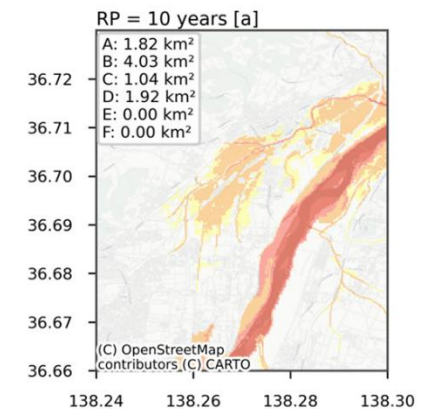 RP = 10 years [a]
A: 1.82 km²
B: 4.03 km²
C: 1.04 km²
D: 1.92 km²
E: 0.00 km²
F: 0.00 km²
36.72
36.71
36.70
36.69
36.68
36.67
36.66
(C) OpenStreetMap
contributors (C) CARTO
138.24 138.26 138.28 138.30